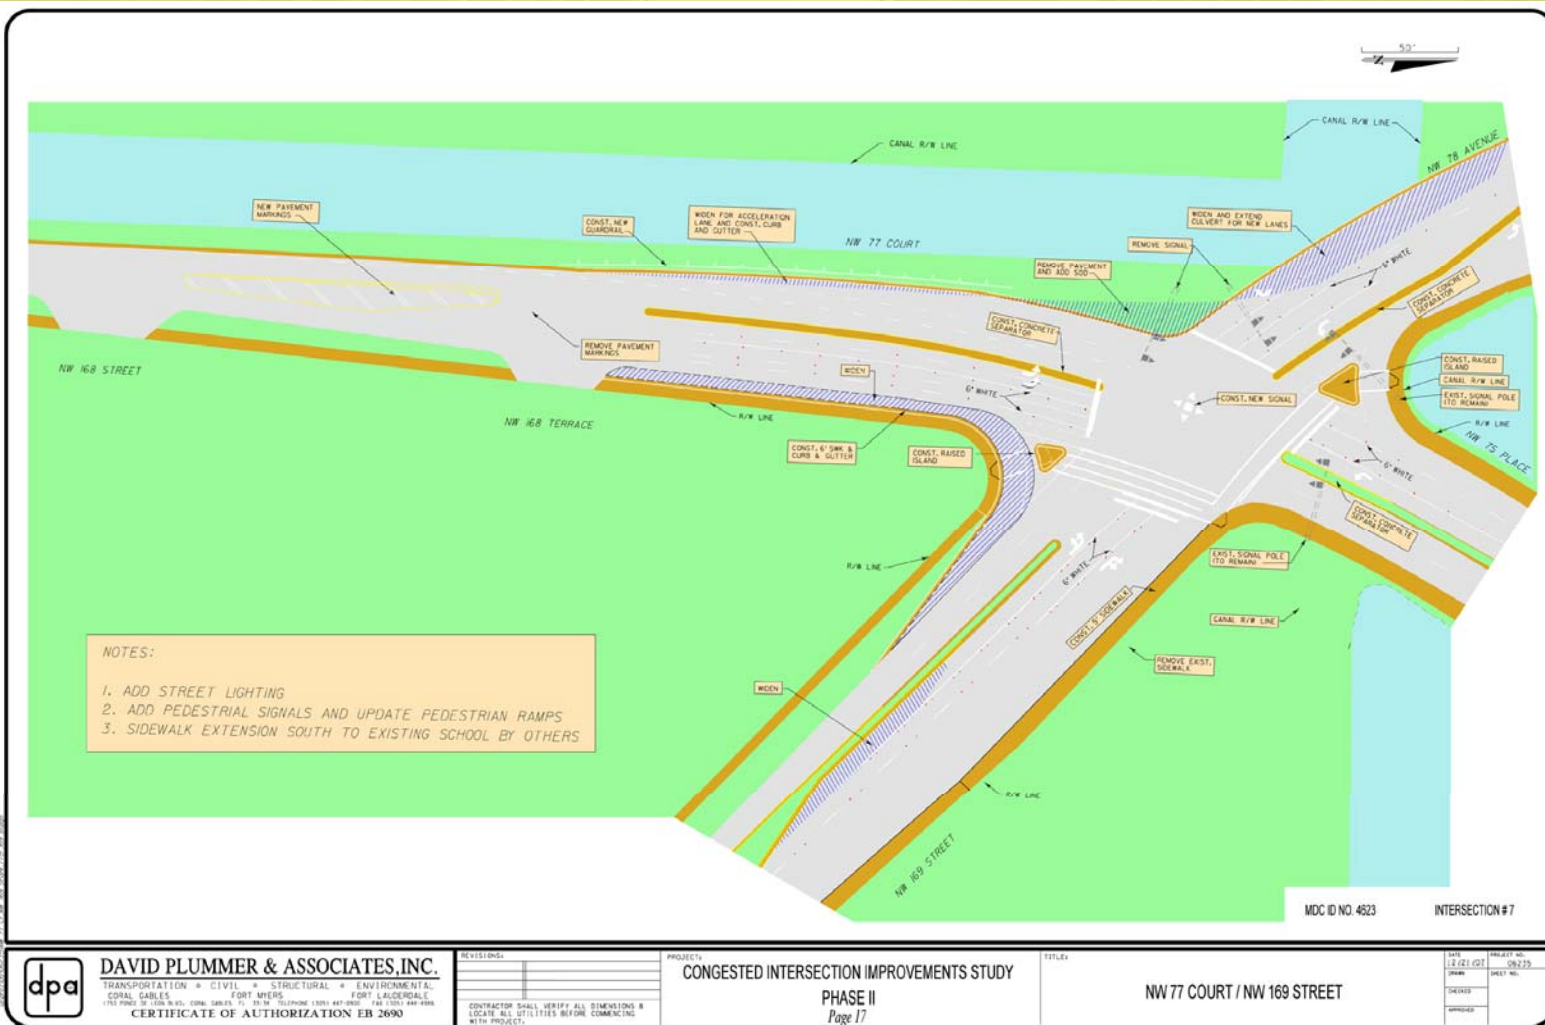 50'
N
CANAL R/W LINE
CANAL R/W LINE
NW 78 AVENUE
NEW PAVEMENT
MARKINGS
CONST. NEW
GUARDRAIL
WIDEN FOR ACCELERATION
LANE AND CONST. CURB
AND GUTTER
NW 77 COURT
WIDEN AND EXTEND
CULVERT FOR NEW LANES
REMOVE SIGNAL
REMOVE PAVEMENT
AND ADD SOD
6" WHITE
CONST. CONCRETE
SEPARATOR
CONST. CONCRETE
SEPARATOR
REMOVE PAVEMENT
MARKINGS
NW 168 STREET
WIDEN
6" WHITE
CONST. RAISED
ISLAND
CANAL R/W LINE
EXIST. SIGNAL POLE
(TO REMAIN)
R/W LINE
NW 75 PLACE
CONST. NEW SIGNAL
R/W LINE
NW 168 TERRACE
CONST. 6' SWK &
CURB & GUTTER
CONST. RAISED
ISLAND
6" WHITE
CONST. CONCRETE
SEPARATOR
EXIST. SIGNAL POLE
(TO REMAIN)
R/W LINE
6" WHITE
CONST. 5' SIDEWALK
CANAL R/W LINE
REMOVE EXIST.
SIDEWALK
WIDEN
R/W LINE
NW 169 STREET
NOTES:
1. ADD STREET LIGHTING
2. ADD PEDESTRIAL SIGNALS AND UPDATE PEDESTRIAN RAMPS
3. SIDEWALK EXTENSION SOUTH TO EXISTING SCHOOL BY OTHERS
MDC ID NO. 4623
INTERSECTION # 7
dpa
DAVID PLUMMER & ASSOCIATES, INC.
TRANSPORTATION • CIVIL • STRUCTURAL • ENVIRONMENTAL
CORAL GABLES FORT MYERS FORT LAUDERDALE
CERTIFICATE OF AUTHORIZATION EB 2690
REVISIONS:
CONTRACTOR SHALL VERIFY ALL DIMENSIONS &
LOCATE ALL UTILITIES BEFORE COMMENCING
WITH PROJECT.
PROJECT:
CONGESTED INTERSECTION IMPROVEMENTS STUDY
PHASE II
Page 17
TITLE:
NW 77 COURT / NW 169 STREET
DATE
12/21/07
PROJECT NO.
06235
DRAWN
SHEET NO.
CHECKED
APPROVED